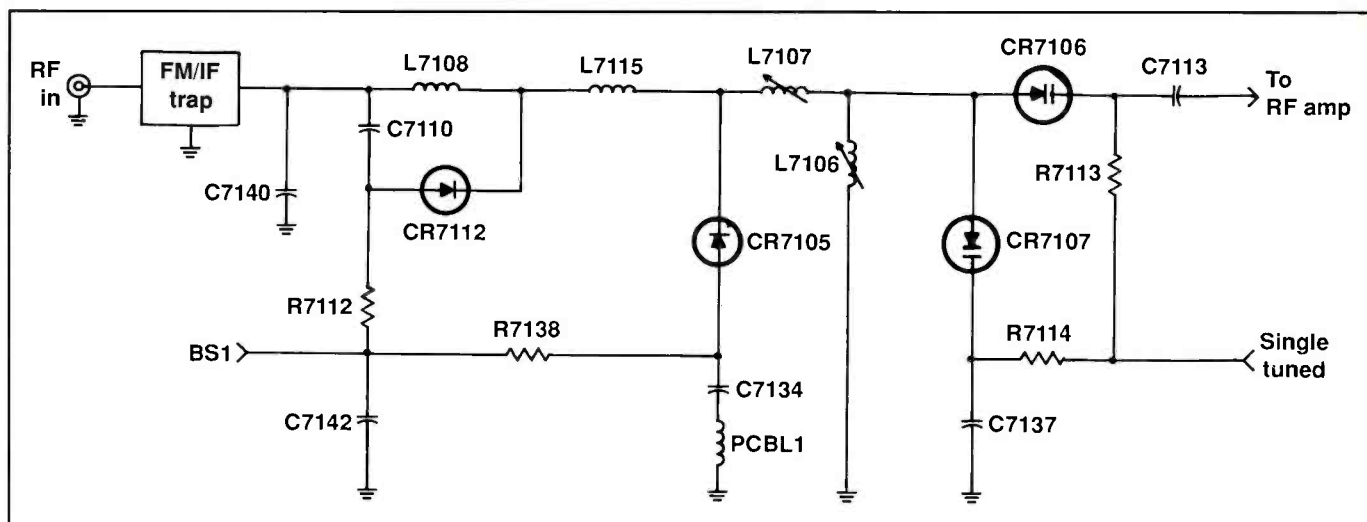 RF
in
FM/IF
trap
L7108
L7115
L7107
CR7106
C7113
To
RF amp
C7110
C7140
CR7112
L7106
R7113
CR7105
CR7107
R7112
R7138
R7114
BS1
Single
tuned
C7134
C7142
C7137
PCBL1